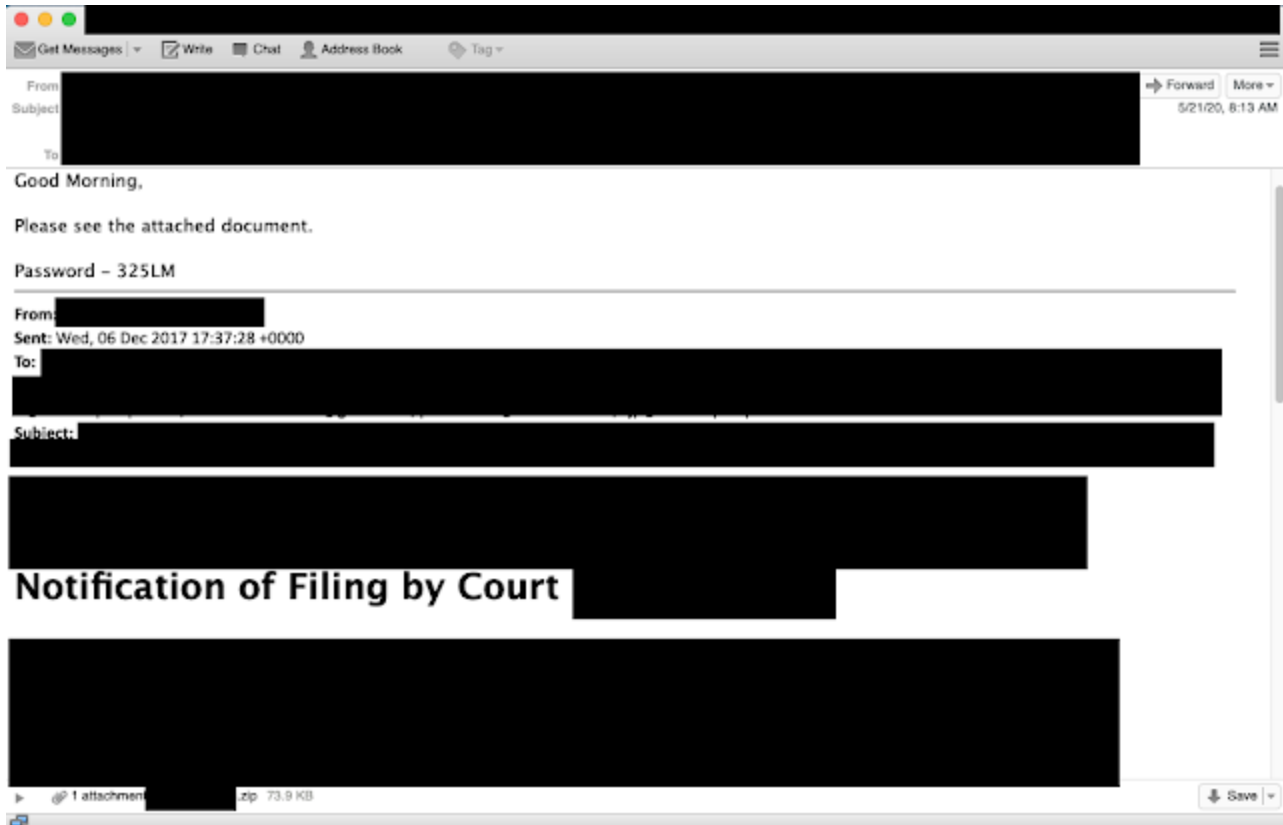 Get Messages Write Chat Address Book Tag
From Forward More
Subject 5/21/20, 8:13 AM
To
Good Morning,
Please see the attached document.
Password – 325LM
From:
Sent: Wed, 06 Dec 2017 17:37:28 +0000
To:
Subject:
Notification of Filing by Court
1 attachment .zip 73.9 KB Save